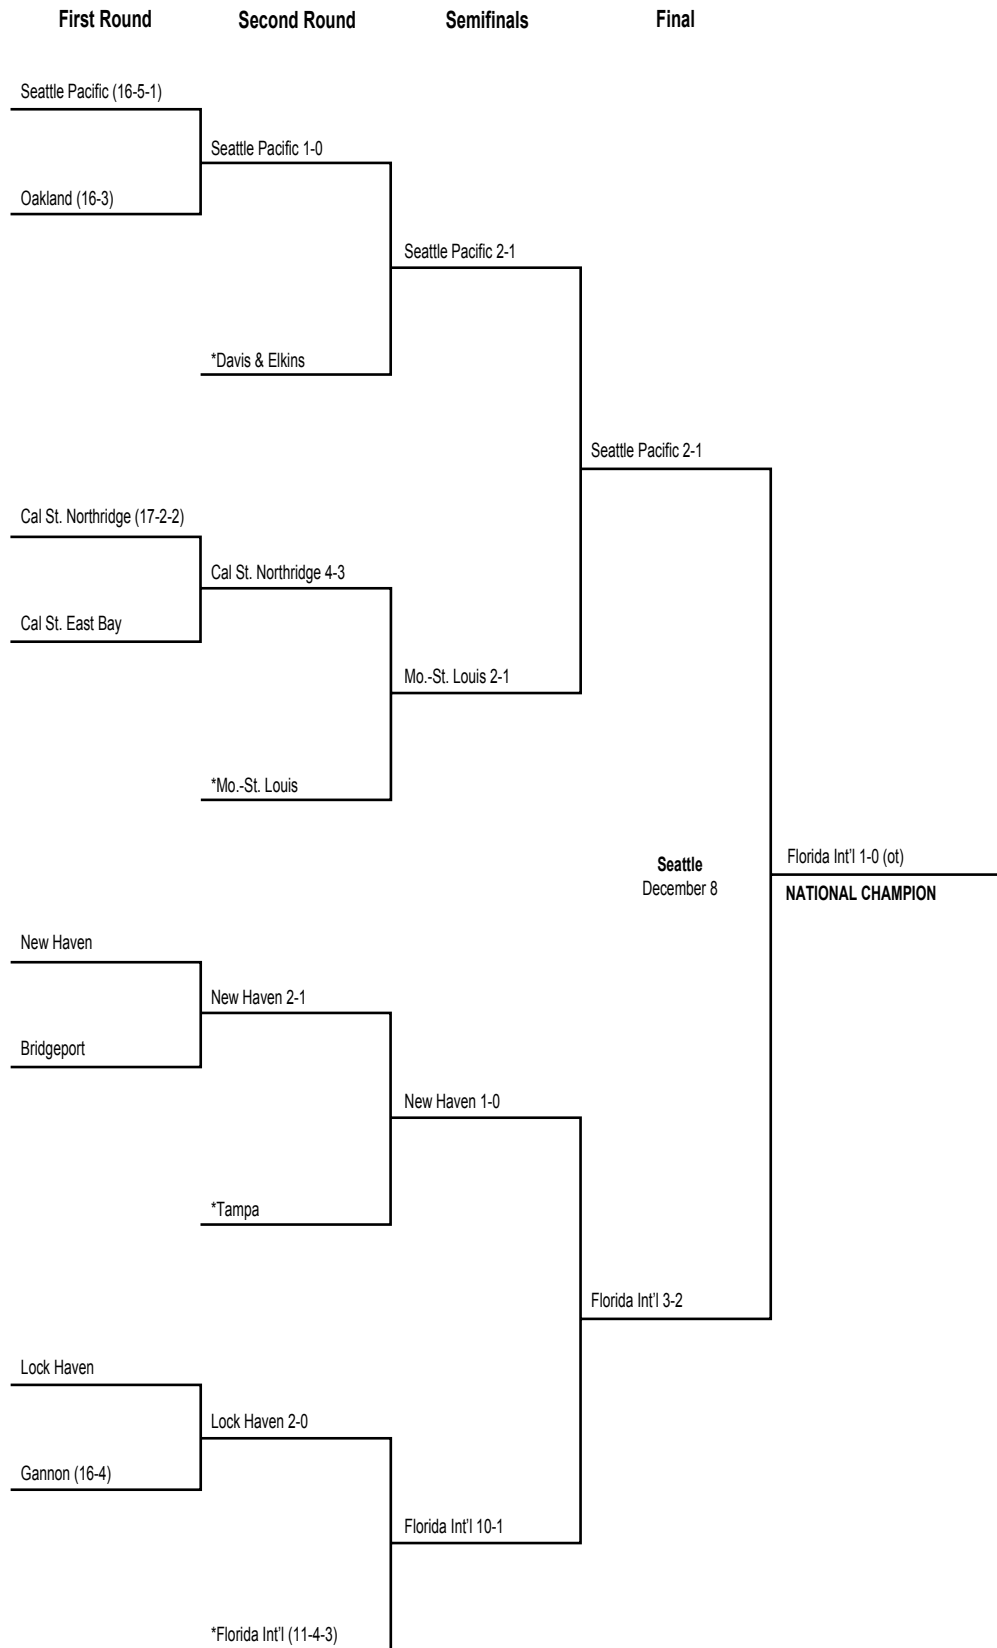 First Round Second Round Semifinals Final
Seattle Pacific (16-5-1)
Seattle Pacific 1-0
Oakland (16-3)
Seattle Pacific 2-1
*Davis & Elkins
Seattle Pacific 2-1
Cal St. Northridge (17-2-2)
Cal St. Northridge 4-3
Cal St. East Bay
Mo.-St. Louis 2-1
*Mo.-St. Louis
Seattle
December 8
Florida Int'l 1-0 (ot)
NATIONAL CHAMPION
New Haven
New Haven 2-1
Bridgeport
New Haven 1-0
*Tampa
Florida Int'l 3-2
Lock Haven
Lock Haven 2-0
Gannon (16-4)
Florida Int'l 10-1
*Florida Int'l (11-4-3)